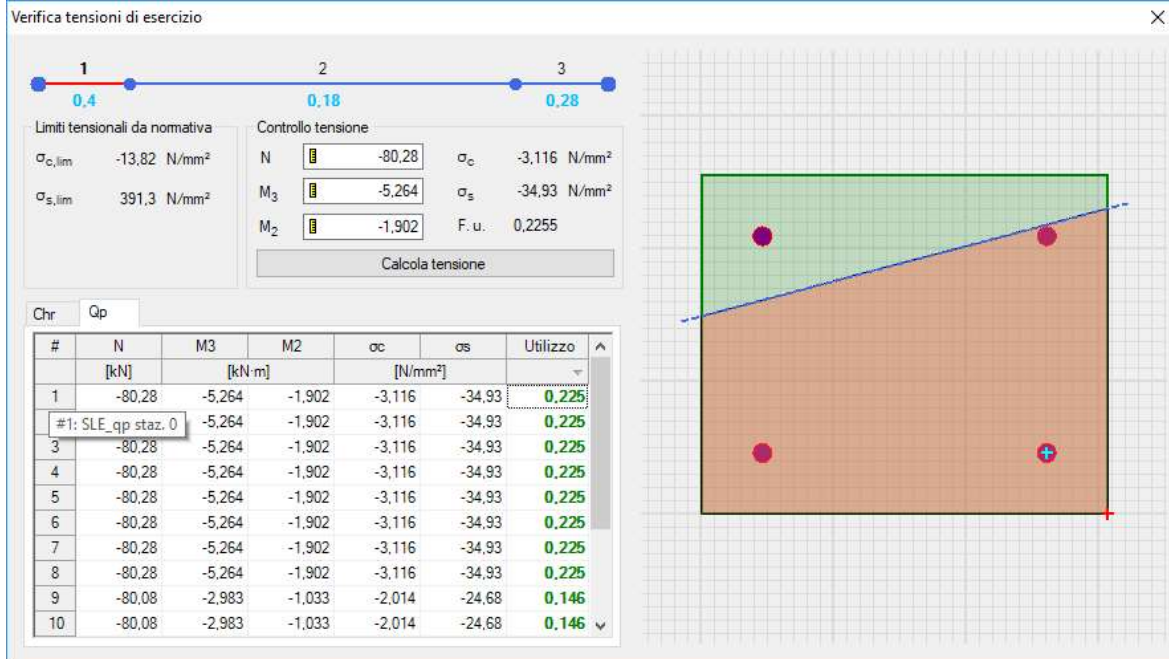 Verifica tensioni di esercizio
1 2 3
0,4 0,18 0,28
Limiti tensionali da normativa
σc,lim -13,82 N/mm²
σs,lim 391,3 N/mm²
Controllo tensione
N -80,28 σc -3,116 N/mm²
M3 -5,264 σs -34,93 N/mm²
M2 -1,902 F. u. 0,2255
Calcola tensione
Chr Qp
# N M3 M2 σc σs Utilizzo
[kN] [kN·m] [N/mm²]
1 -80,28 -5,264 -1,902 -3,116 -34,93 0,225
#1: SLE_qp staz. 0 -5,264 -1,902 -3,116 -34,93 0,225
3 -80,28 -5,264 -1,902 -3,116 -34,93 0,225
4 -80,28 -5,264 -1,902 -3,116 -34,93 0,225
5 -80,28 -5,264 -1,902 -3,116 -34,93 0,225
6 -80,28 -5,264 -1,902 -3,116 -34,93 0,225
7 -80,28 -5,264 -1,902 -3,116 -34,93 0,225
8 -80,28 -5,264 -1,902 -3,116 -34,93 0,225
9 -80,08 -2,983 -1,033 -2,014 -24,68 0,146
10 -80,08 -2,983 -1,033 -2,014 -24,68 0,146